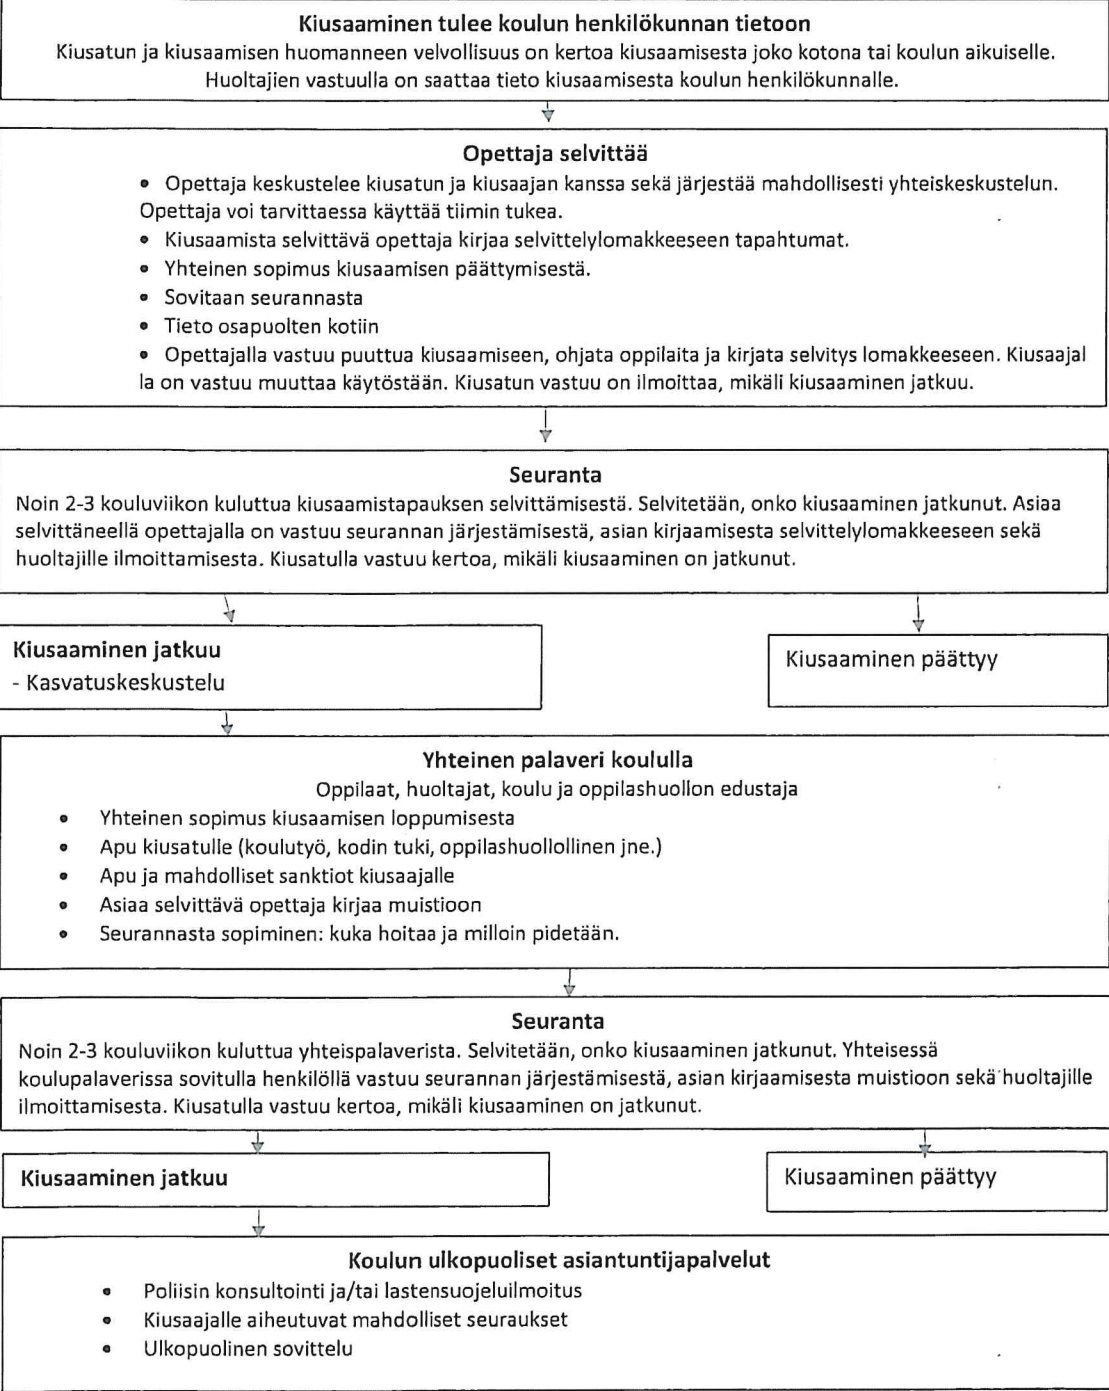 Kiusaaminen tulee koulun henkilökunnan tietoon
Kiusatun ja kiusaamisen huomanneen velvollisuus on kertoa kiusaamisesta joko kotona tai koulun aikuiselle.
Huoltajien vastuulla on saattaa tieto kiusaamisesta koulun henkilökunnalle.
Opettaja selvittää
• Opettaja keskustelee kiusatun ja kiusaajan kanssa sekä järjestää mahdollisesti yhteiskeskustelun.
Opettaja voi tarvittaessa käyttää tiimin tukea.
• Kiusaamista selvittävä opettaja kirjaa selvittelylomakkeeseen tapahtumat.
• Yhteinen sopimus kiusaamisen päättymisestä.
• Sovitaan seurannasta
• Tieto osapuolten kotiin
• Opettajalla vastuu puuttua kiusaamiseen, ohjata oppilaita ja kirjata selvitys lomakkeeseen. Kiusaajal
la on vastuu muuttaa käytöstään. Kiusatun vastuu on ilmoittaa, mikäli kiusaaminen jatkuu.
Seuranta
Noin 2-3 kouluviikon kuluttua kiusaamistapauksen selvittämisestä. Selvitetään, onko kiusaaminen jatkunut. Asiaa
selvittäneellä opettajalla on vastuu seurannan järjestämisestä, asian kirjaamisesta selvittelylomakkeeseen sekä
huoltajille ilmoittamisesta. Kiusatulla vastuu kertoa, mikäli kiusaaminen on jatkunut.
Kiusaaminen jatkuu
- Kasvatuskeskustelu
Kiusaaminen päättyy
Yhteinen palaveri koululla
Oppilaat, huoltajat, koulu ja oppilashuollon edustaja
• Yhteinen sopimus kiusaamisen loppumisesta
• Apu kiusatulle (koulutyö, kodin tuki, oppilashuollollinen jne.)
• Apu ja mahdolliset sanktiot kiusaajalle
• Asiaa selvittävä opettaja kirjaa muistioon
• Seurannasta sopiminen: kuka hoitaa ja milloin pidetään.
Seuranta
Noin 2-3 kouluviikon kuluttua yhteispalaverista. Selvitetään, onko kiusaaminen jatkunut. Yhteisessä
koulupalaverissa sovitulla henkilöllä vastuu seurannan järjestämisestä, asian kirjaamisesta muistioon sekä huoltajille
ilmoittamisesta. Kiusatulla vastuu kertoa, mikäli kiusaaminen on jatkunut.
Kiusaaminen jatkuu
Kiusaaminen päättyy
Koulun ulkopuoliset asiantuntijapalvelut
• Poliisin konsultointi ja/tai lastensuojeluilmoitus
• Kiusaajalle aiheutuvat mahdolliset seuraukset
• Ulkopuolinen sovittelu